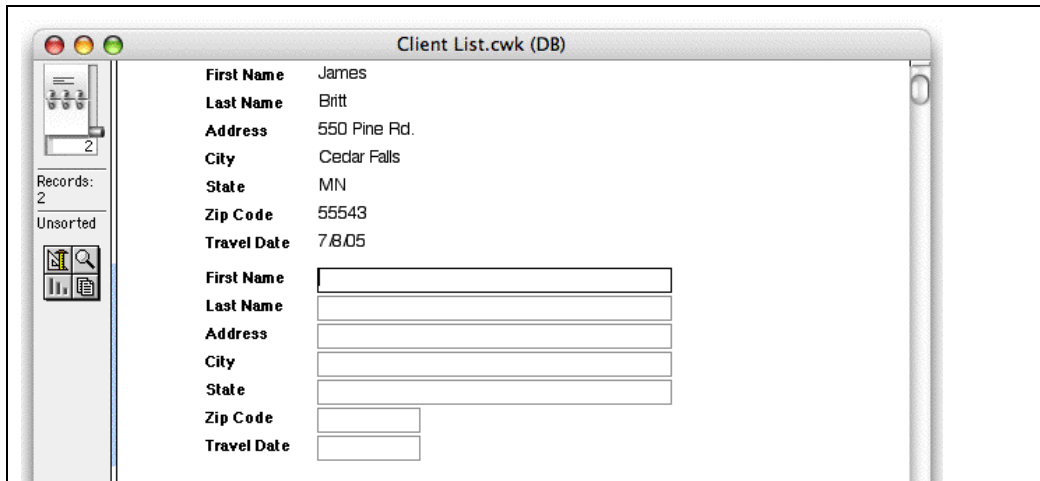 Client List.cwk (DB)
2
Records:
2
Unsorted
First Name James
Last Name Britt
Address 550 Pine Rd.
City Cedar Falls
State MN
Zip Code 55543
Travel Date 7/8/05
First Name
Last Name
Address
City
State
Zip Code
Travel Date